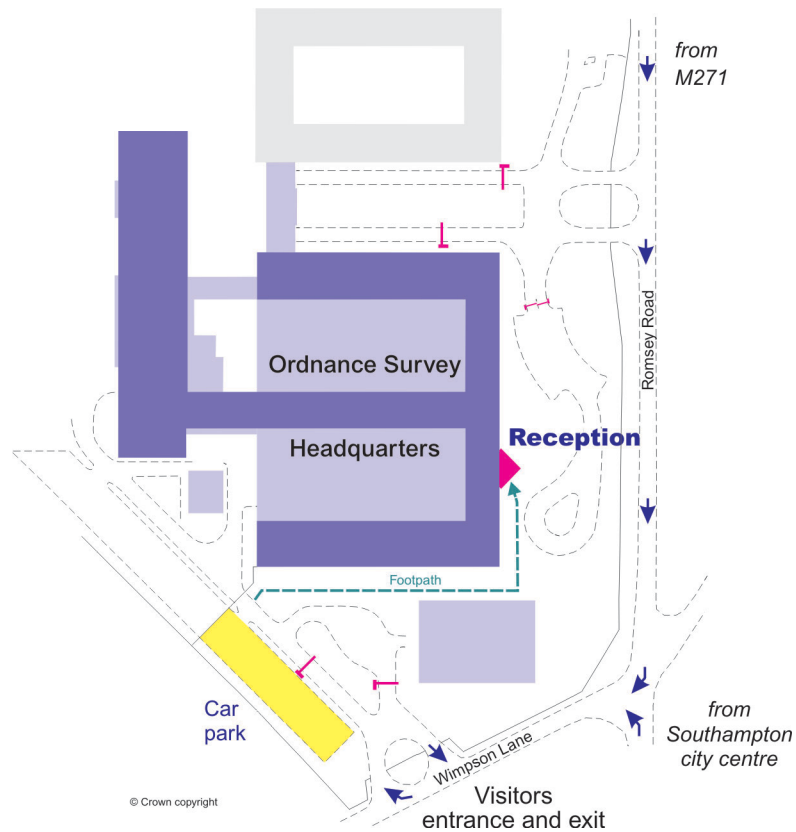 from
M271
Romsey Road
Ordnance Survey
Reception
Headquarters
Footpath
Car
park
from
Southampton
city centre
Wimpson Lane
Visitors
entrance and exit
© Crown copyright